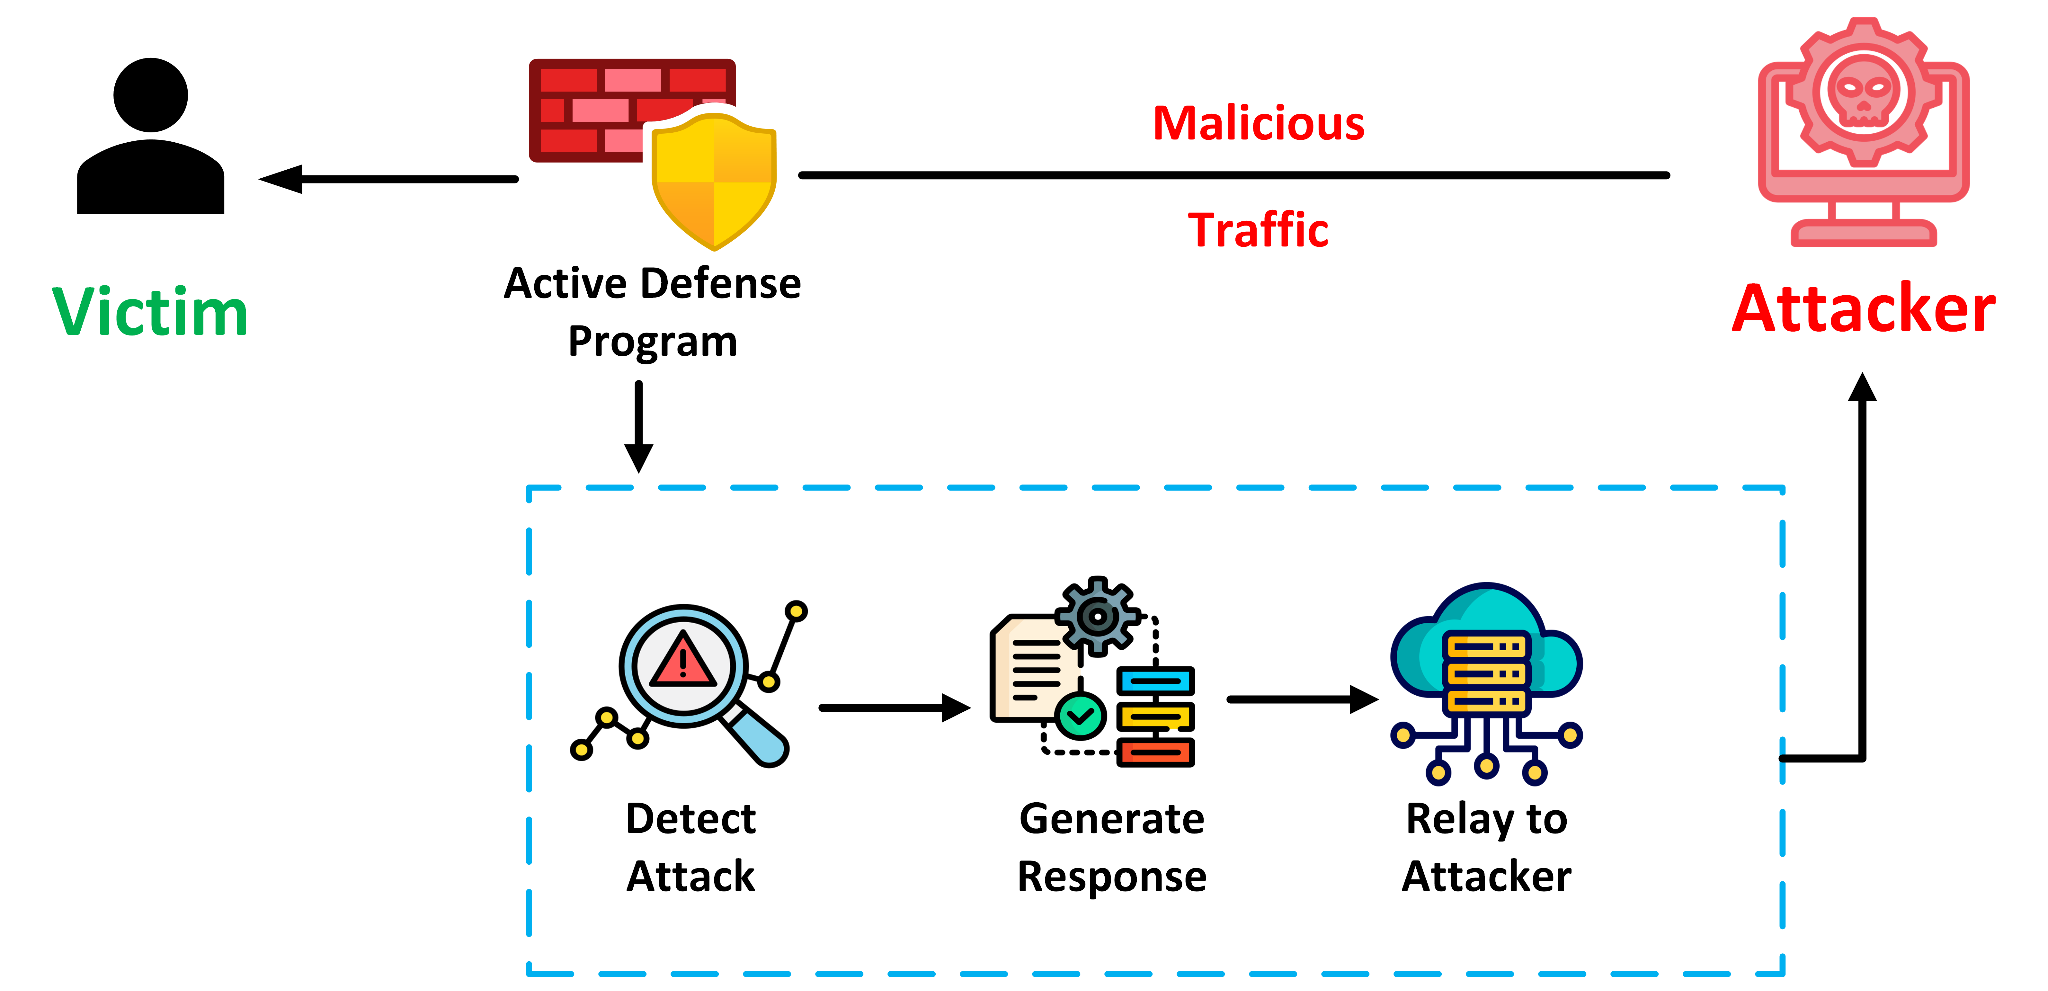 Malicious
Traffic
Victim
Active Defense
Program
Attacker
Detect
Attack
Generate
Response
Relay to
Attacker